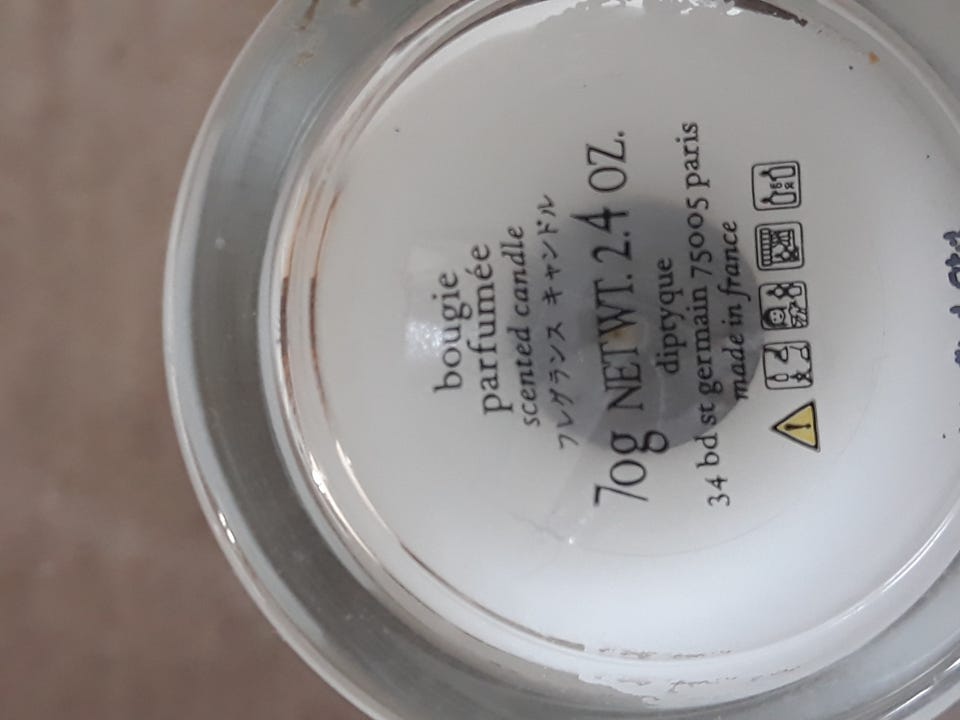 bougie
parfumée
scented candle
フレグランス キャンドル
70g NETWT. 2.4 OZ.
diptyque
34 bd st germain 75005 paris
made in france